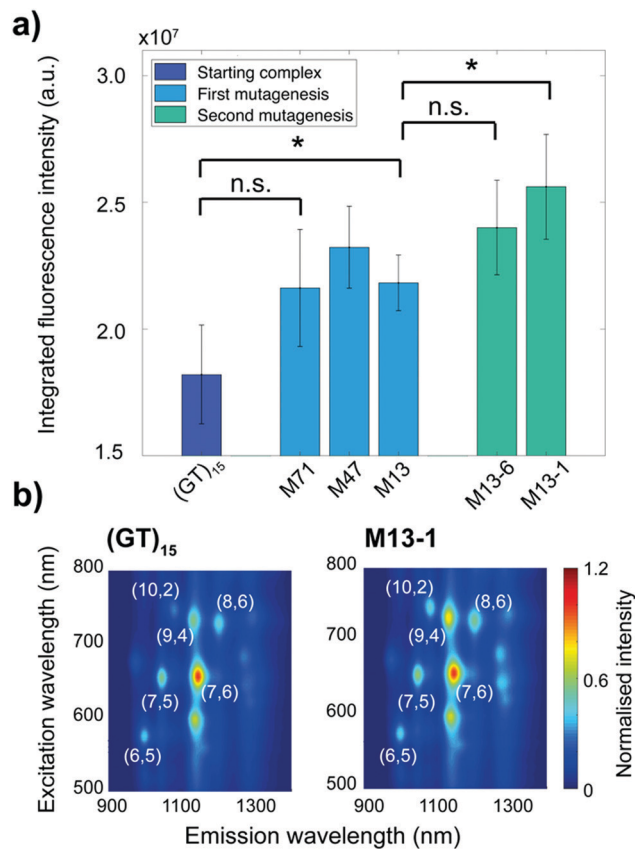 a)
x10⁷
Integrated fluorescence intensity (a.u.)
3.0
2.5
2.0
1.5
Starting complex
First mutagenesis
Second mutagenesis
*
n.s.
*
n.s.
(GT)₁₅
M71
M47
M13
M13-6
M13-1
b)
(GT)₁₅
M13-1
Excitation wavelength (nm)
800
700
600
500
(10,2)
(8,6)
(9,4)
(7,5)
(7,6)
(6,5)
900
1100
1300
800
700
600
500
(10,2)
(8,6)
(9,4)
(7,5)
(7,6)
(6,5)
900
1100
1300
1.2
0.6
0
Normalised intensity
Emission wavelength (nm)